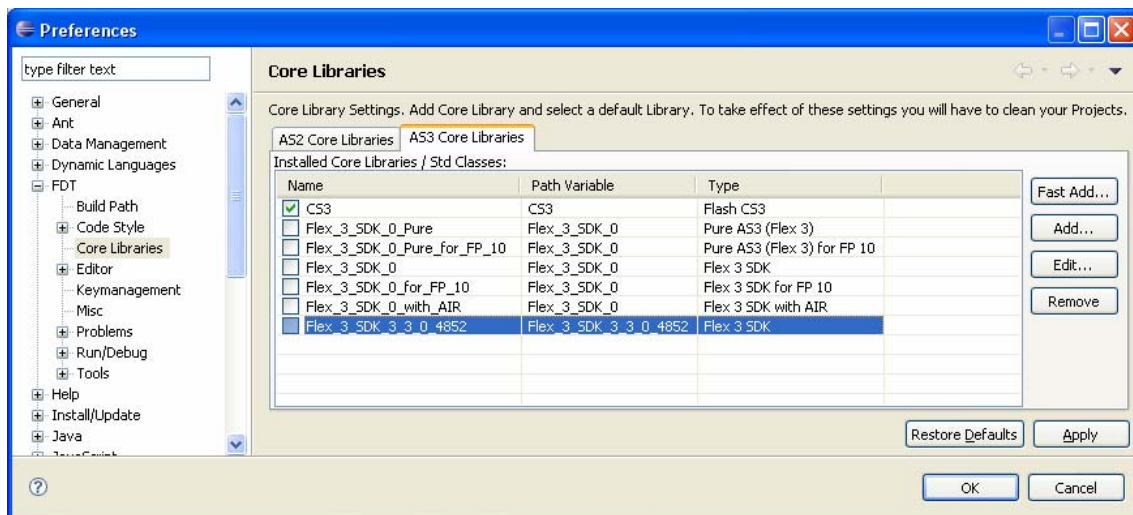 Preferences
type filter text
General
Ant
Data Management
Dynamic Languages
FDT
Build Path
Code Style
Core Libraries
Editor
Keymanagement
Misc
Problems
Run/Debug
Tools
Help
Install/Update
Java
JavaScript
Core Libraries
Core Library Settings. Add Core Library and select a default Library. To take effect of these settings you will have to clean your Projects.
AS2 Core Libraries AS3 Core Libraries
Installed Core Libraries / Std Classes:
Name Path Variable Type
CS3 CS3 Flash CS3
Flex_3_SDK_0_Pure Flex_3_SDK_0 Pure AS3 (Flex 3)
Flex_3_SDK_0_Pure_for_FP_10 Flex_3_SDK_0 Pure AS3 (Flex 3) for FP 10
Flex_3_SDK_0 Flex_3_SDK_0 Flex 3 SDK
Flex_3_SDK_0_for_FP_10 Flex_3_SDK_0 Flex 3 SDK for FP 10
Flex_3_SDK_0_with_AIR Flex_3_SDK_0 Flex 3 SDK with AIR
Flex_3_SDK_3_3_0_4852 Flex_3_SDK_3_3_0_4852 Flex 3 SDK
Fast Add...
Add...
Edit...
Remove
Restore Defaults Apply
? OK Cancel